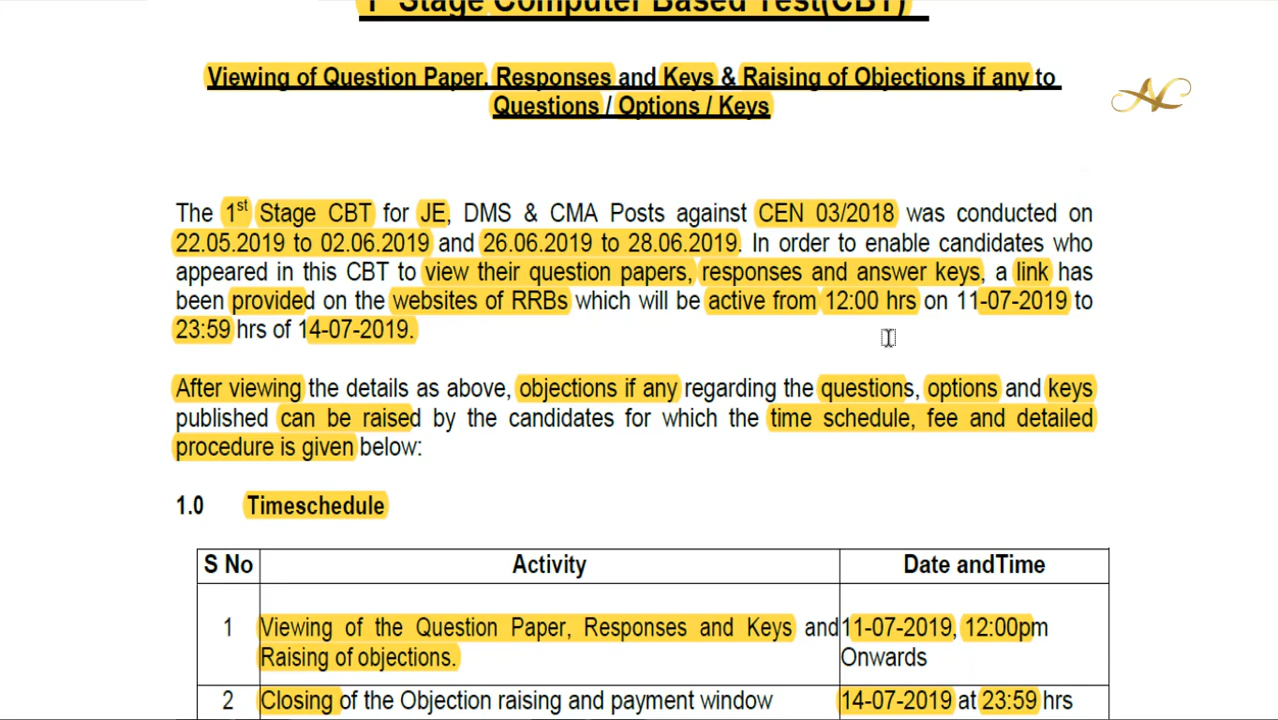 1st Stage Computer Based Test(CBT)
Viewing of Question Paper, Responses and Keys & Raising of Objections if any to
Questions / Options / Keys
The 1st Stage CBT for JE, DMS & CMA Posts against CEN 03/2018 was conducted on
22.05.2019 to 02.06.2019 and 26.06.2019 to 28.06.2019. In order to enable candidates who
appeared in this CBT to view their question papers, responses and answer keys, a link has
been provided on the websites of RRBs which will be active from 12:00 hrs on 11-07-2019 to
23:59 hrs of 14-07-2019.
After viewing the details as above, objections if any regarding the questions, options and keys
published can be raised by the candidates for which the time schedule, fee and detailed
procedure is given below:
1.0 Timeschedule
S No Activity Date andTime
1 Viewing of the Question Paper, Responses and Keys and 11-07-2019, 12:00pm
Raising of objections. Onwards
2 Closing of the Objection raising and payment window 14-07-2019 at 23:59 hrs
AC